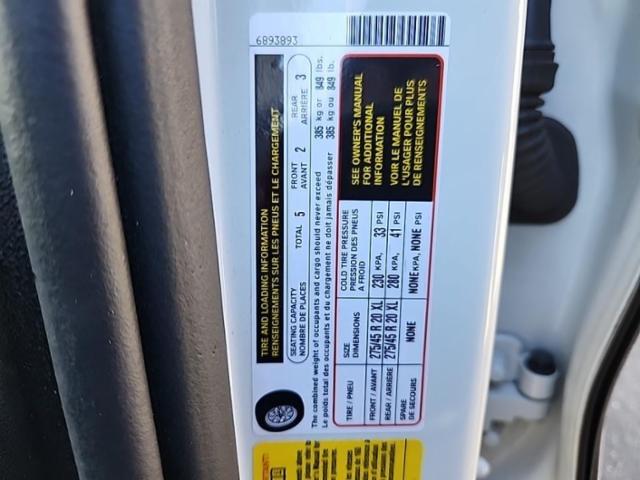 6893893
TIRE AND LOADING INFORMATION
RENSEIGNEMENTS SUR LES PNEUS ET LE CHARGEMENT
SEATING CAPACITY
NOMBRE DE PLACES
TOTAL 5
FRONT
AVANT 2
REAR
ARRIÈRE 3
The combined weight of occupants and cargo should never exceed 385 kg or 849 lbs.
Le poids total des occupants et du chargement ne doit jamais dépasser 385 kg ou 849 lb.
TIRE / PNEU
SIZE
DIMENSIONS
COLD TIRE PRESSURE
PRESSION DES PNEUS
A FROID
FRONT / AVANT 275/45 R 20 XL 230 KPA, 33 PSI
REAR / ARRIÈRE 275/45 R 20 XL 280 KPA, 41 PSI
SPARE
DE SECOURS
NONE
NONE KPA, NONE PSI
SEE OWNER'S MANUAL
FOR ADDITIONAL
INFORMATION
VOIR LE MANUEL DE
L'USAGER POUR PLUS
DE RENSEIGNEMENTS